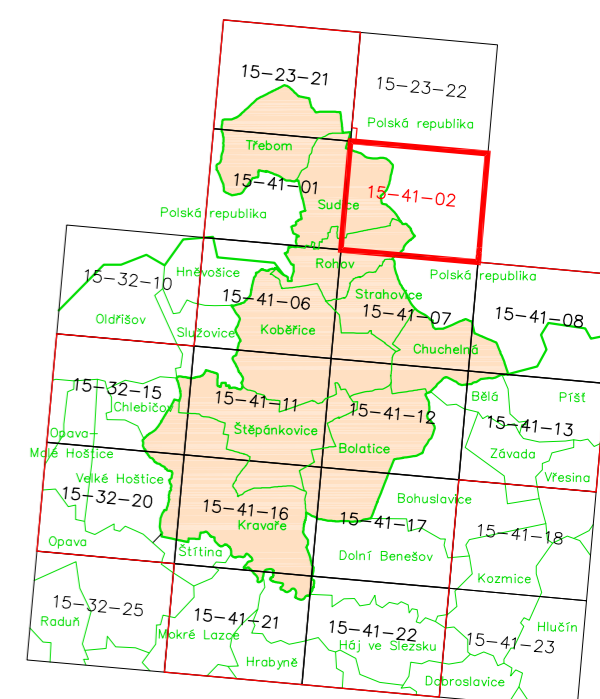 15-23-21
15-23-22
Polská republika
Třebom
15-41-01
15-41-02
Sudice
Polská republika
Rohov
Hněvošice
Polská republika
15-32-10
15-41-06
Strahovice
15-41-07
15-41-08
Oldřišov
Služovice
Kobeřice
Chuchelná
15-32-15
15-41-11
15-41-12
Bělá
Píšť
Chlebičov
15-41-13
Opava-
Malé Hoštice
Štěpánkovice
Bolatice
Závada
Velké Hoštice
Vřesina
15-32-20
15-41-16
Bohuslavice
Kravaře
15-41-17
15-41-18
Opava
Štítina
Dolní Benešov
Kozmice
15-32-25
15-41-21
15-41-22
Hlučín
Raduň
Mokré Lazce
Háj ve Slezsku
15-41-23
Hrabyně
Dobroslavice